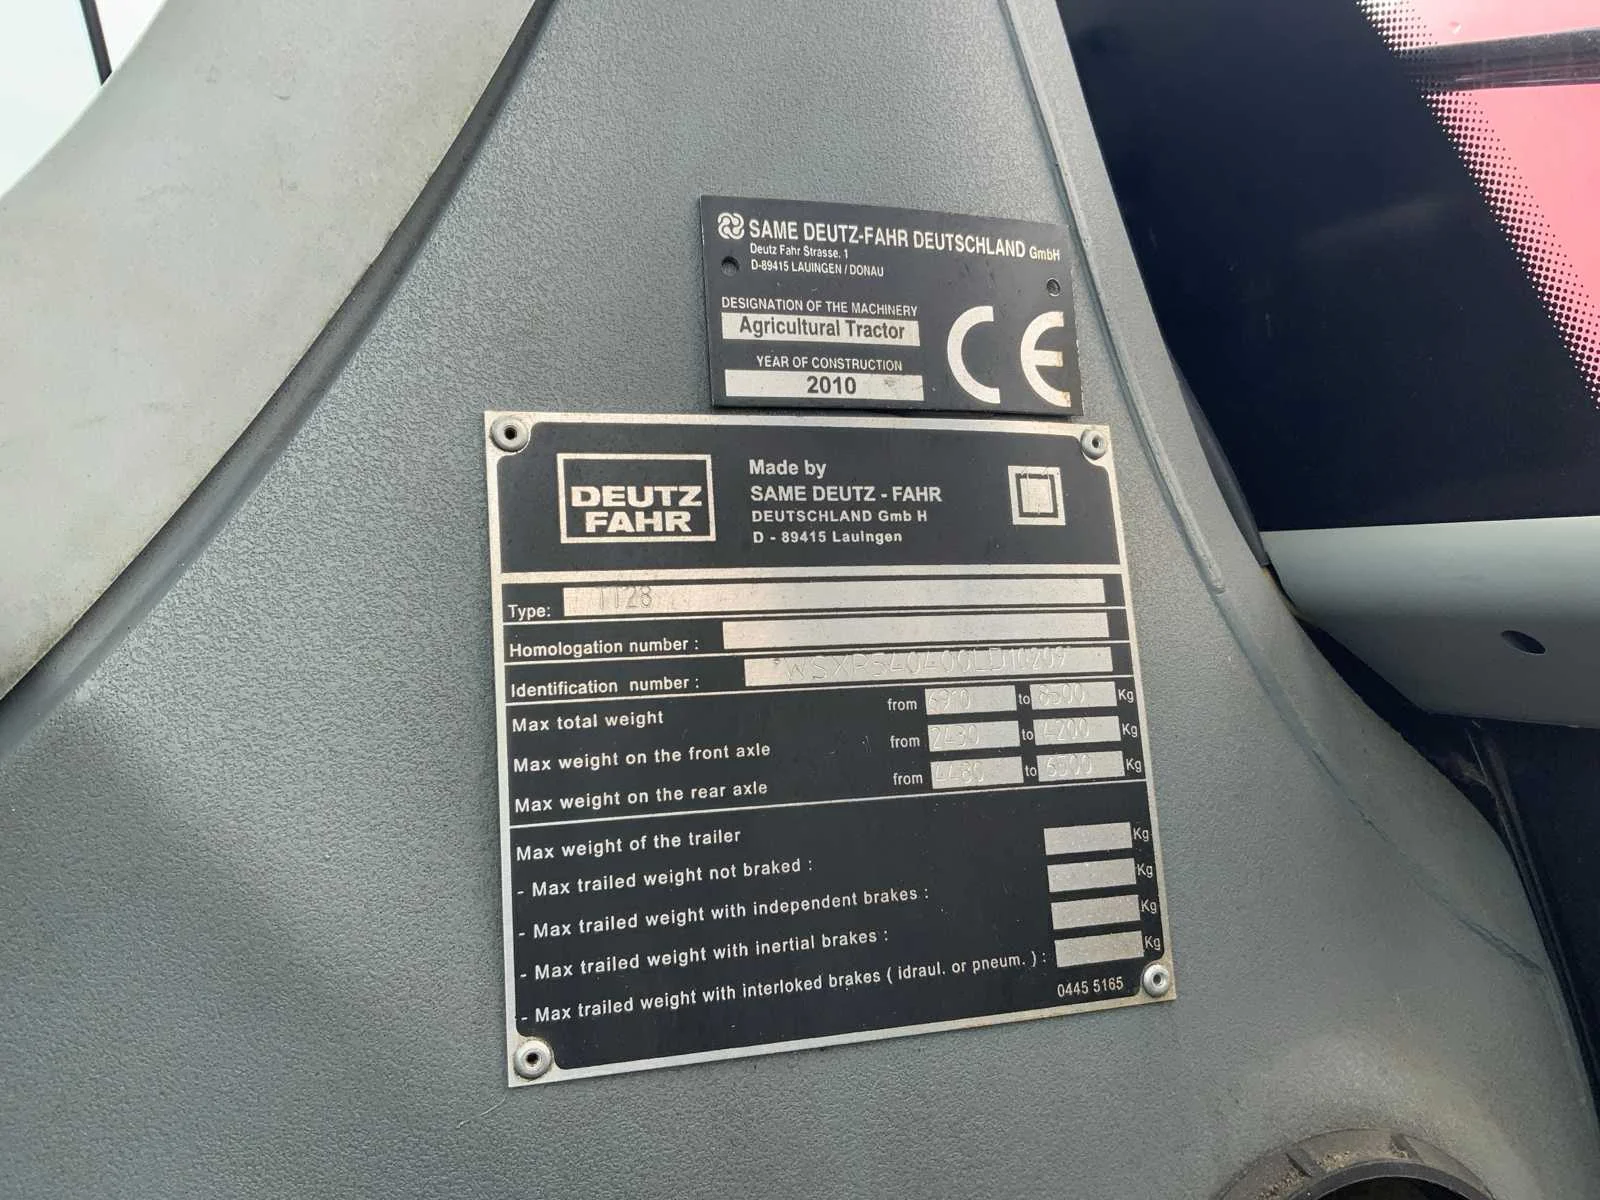 SAME DEUTZ-FAHR DEUTSCHLAND GmbH
Deutz Fahr Strasse. 1
D-89415 LAUINGEN / DONAU
DESIGNATION OF THE MACHINERY
Agricultural Tractor
YEAR OF CONSTRUCTION
2010
CE
DEUTZ
FAHR
Made by
SAME DEUTZ - FAHR
DEUTSCHLAND Gmb H
D - 89415 Lauingen
Type: 1128
Homologation number :
Identification number : WSXP340400LD10209
Max total weight from to 8500 Kg
Max weight on the front axle from 2430 to 4200 Kg
Max weight on the rear axle from 4480 to 6500 Kg
Max weight of the trailer Kg
- Max trailed weight not braked : Kg
- Max trailed weight with independent brakes : Kg
- Max trailed weight with inertial brakes : Kg
- Max trailed weight with interloked brakes ( idraul. or pneum. ) :
0445 5165